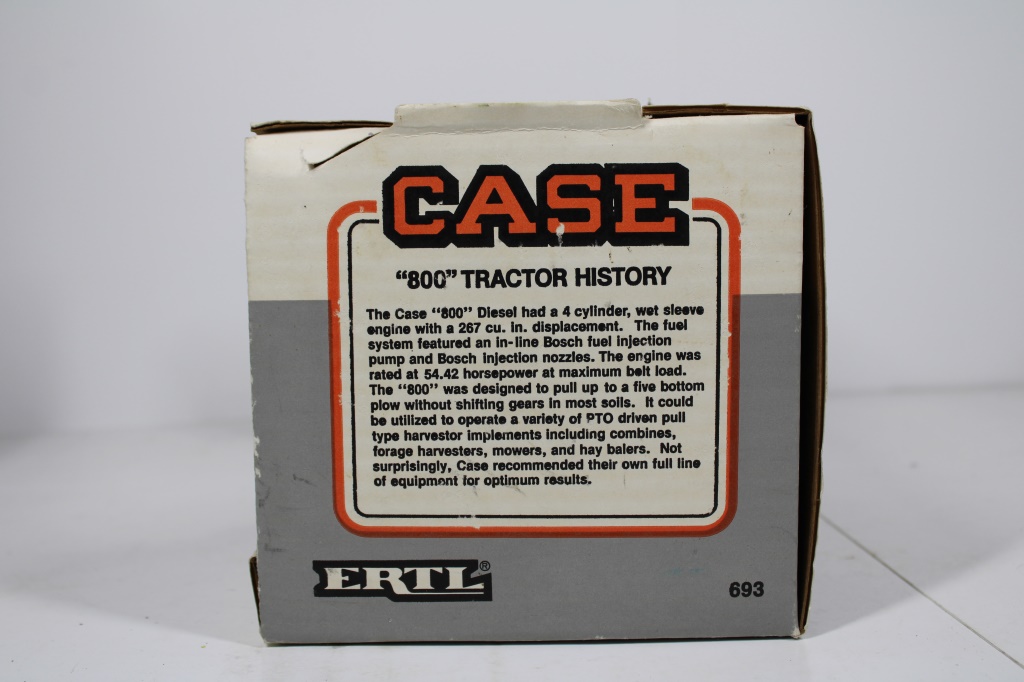 CASE
“800” TRACTOR HISTORY
The Case “800” Diesel had a 4 cylinder, wet sleeve
engine with a 267 cu. in. displacement. The fuel
system featured an in-line Bosch fuel injection
pump and Bosch injection nozzles. The engine was
rated at 54.42 horsepower at maximum belt load.
The “800” was designed to pull up to a five bottom
plow without shifting gears in most soils. It could
be utilized to operate a variety of PTO driven pull
type harvestor implements including combines,
forage harvesters, mowers, and hay balers. Not
surprisingly, Case recommended their own full line
of equipment for optimum results.
ERTL®
693